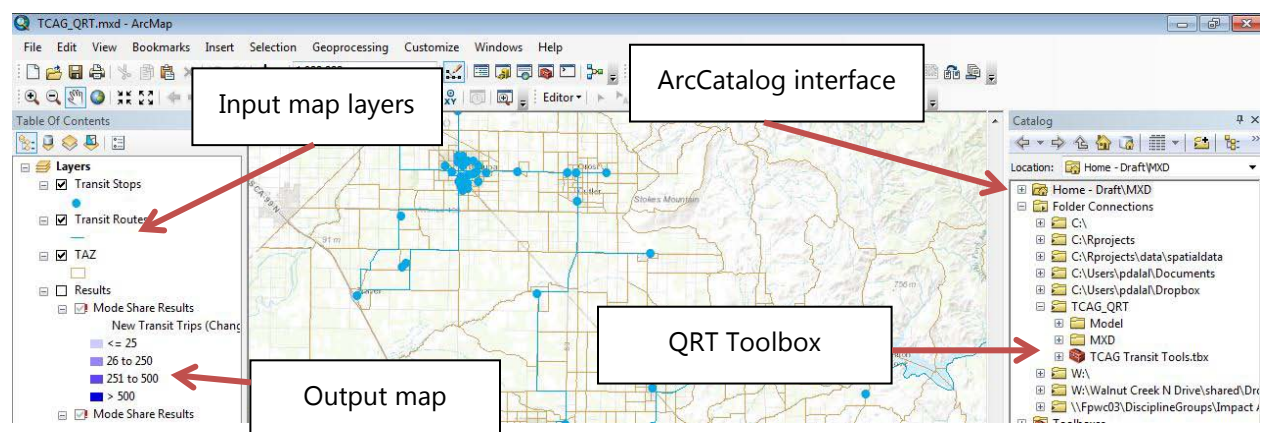 TCAG_QRT.mxd - ArcMap
File Edit View Bookmarks Insert Selection Geoprocessing Customize Windows Help
Input map layers
ArcCatalog interface
Editor
Table Of Contents
Layers
Transit Stops
Transit Routes
TAZ
Results
Mode Share Results
New Transit Trips (Chang
<= 25
26 to 250
251 to 500
> 500
Mode Share Results
CA 99 N
91 m
Orosi
Cutler
Stokes Mountain
756 m
Output map
QRT Toolbox
Catalog
Location: Home - Draft\MXD
Home - Draft\MXD
Folder Connections
C:\
C:\Rprojects
C:\Rprojects\data\spatialdata
C:\Users\pdalal\Documents
C:\Users\pdalal\Dropbox
TCAG_QRT
Model
MXD
TCAG Transit Tools.tbx
W:\
W:\Walnut Creek N Drive\shared\Dro
\\Fpwc03\DisciplineGroups\Impact A